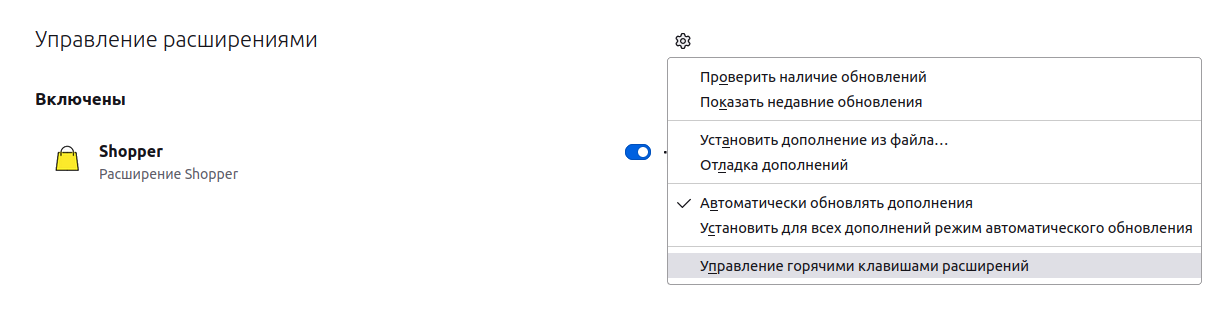 Управление расширениями
Проверить наличие обновлений
Показать недавние обновления
Включены
Установить дополнение из файла…
Shopper
Отладка дополнений
Расширение Shopper
Автоматически обновлять дополнения
Установить для всех дополнений режим автоматического обновления
Управление горячими клавишами расширений